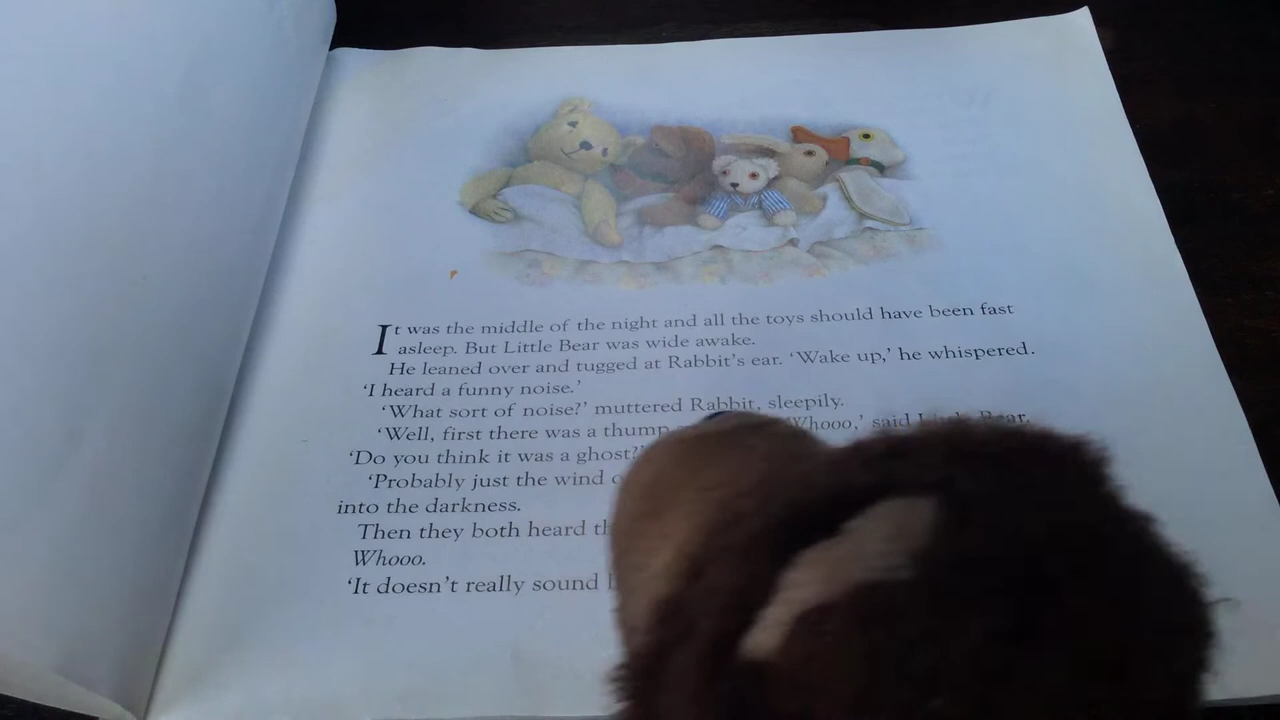 It was the middle of the night and all the toys should have been fast
asleep. But Little Bear was wide awake.
He leaned over and tugged at Rabbit's ear. 'Wake up,' he whispered.
'I heard a funny noise.'
'What sort of noise?' muttered Rabbit, sleepily.
'Well, first there was a thump Whooo,' said Little Bear.
'Do you think it was a ghost?'
'Probably just the wind
into the darkness.
Then they both heard
Whooo.
'It doesn't really sound